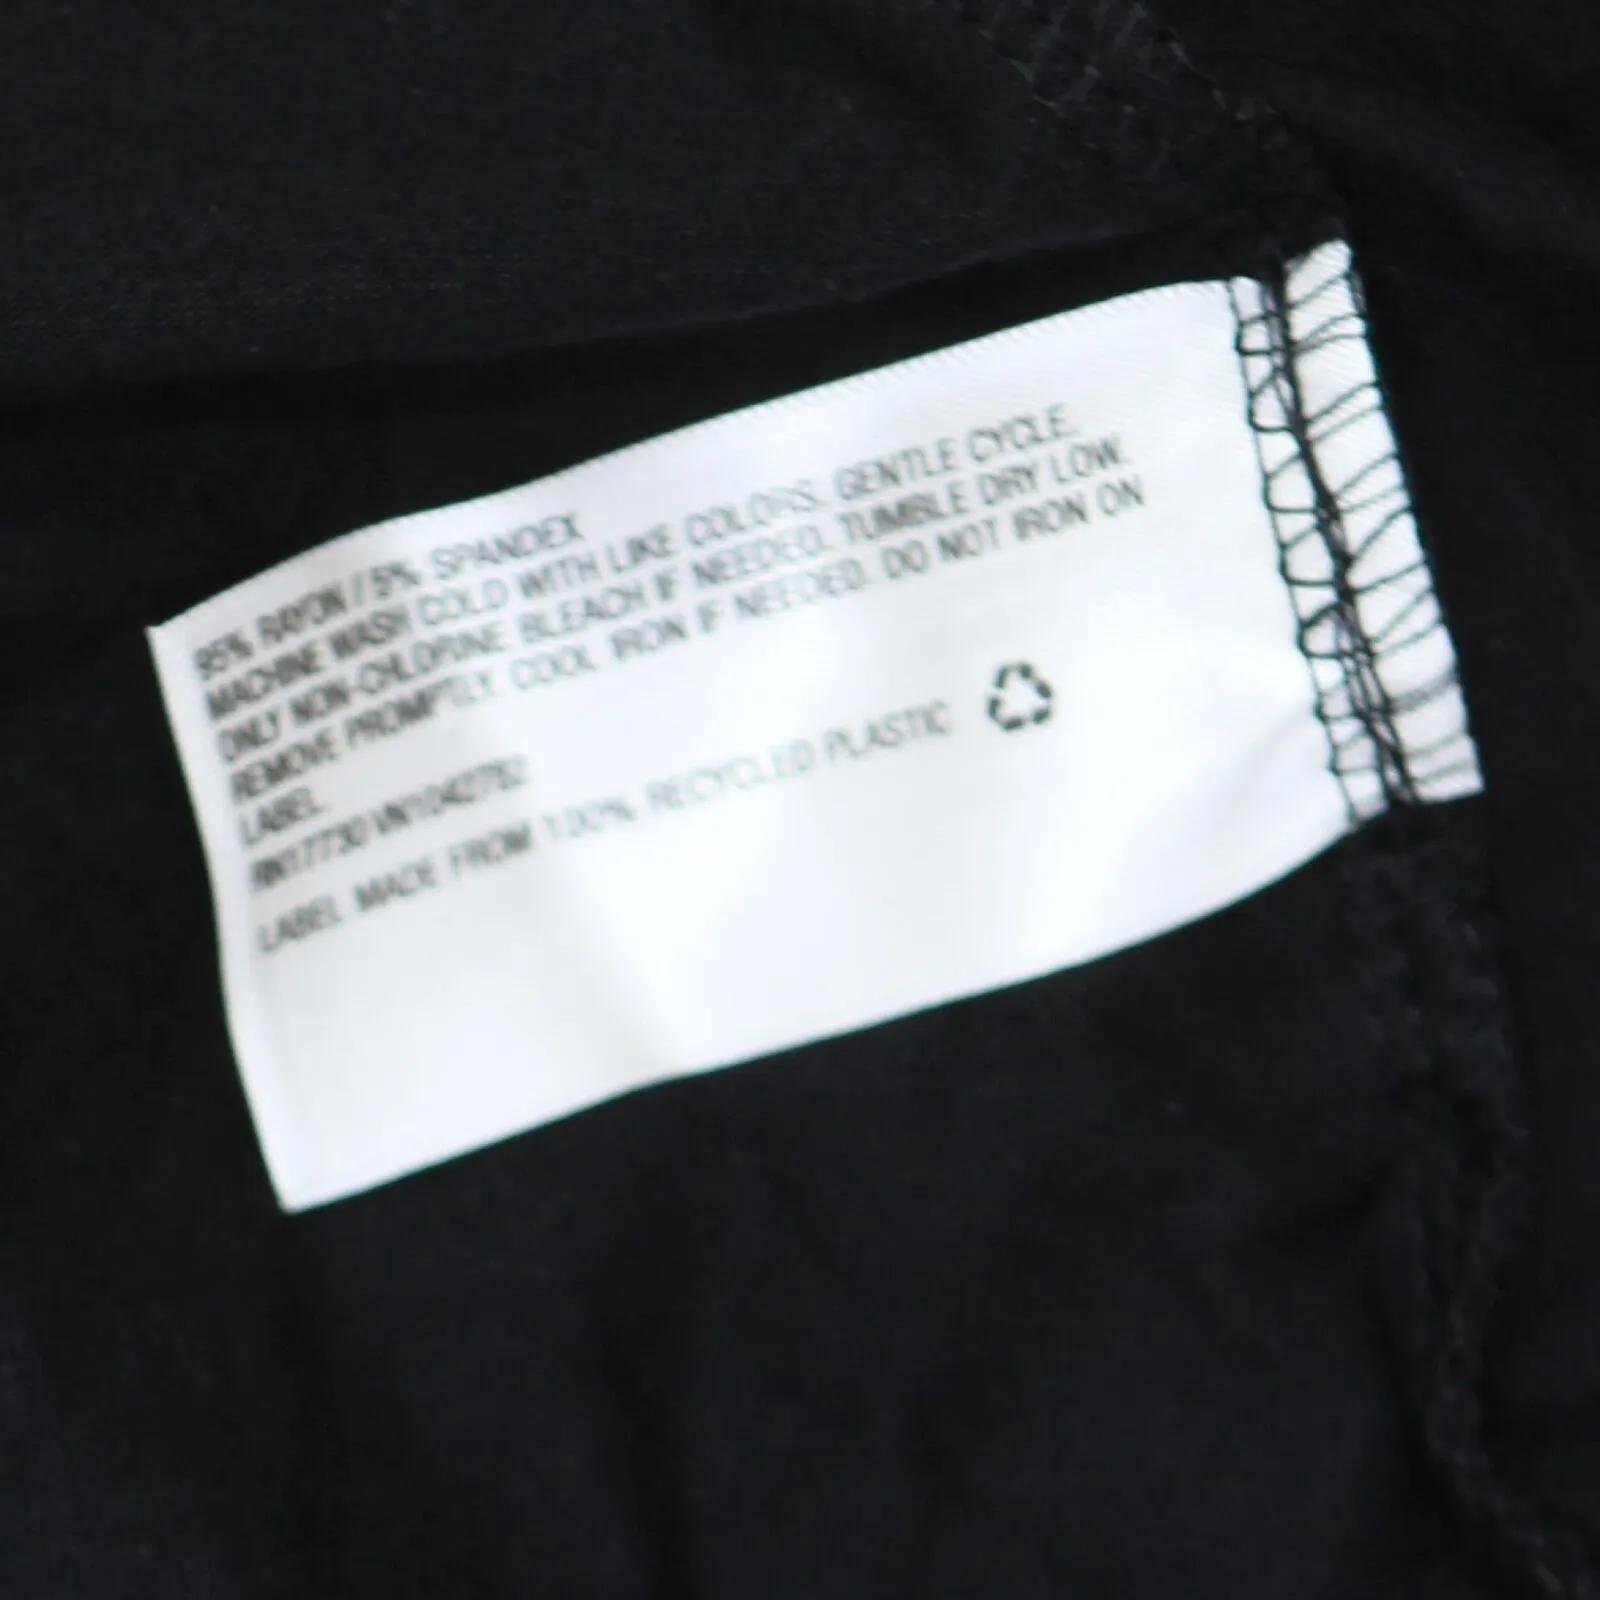 95% RAYON / 5% SPANDEX
MACHINE WASH COLD WITH LIKE COLORS. GENTLE CYCLE.
ONLY NON-CHLORINE BLEACH IF NEEDED. TUMBLE DRY LOW.
REMOVE PROMPTLY. COOL IRON IF NEEDED. DO NOT IRON ON
LABEL.
RN17730
LABEL MADE FROM 100% RECYCLED PLASTIC